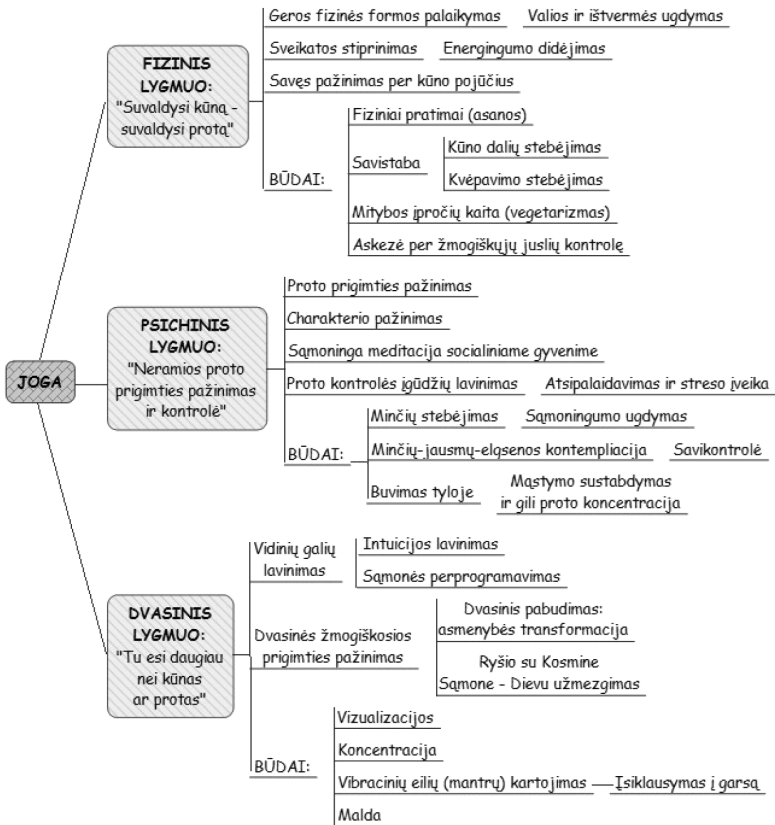 JOGA
FIZINIS
LYGMUO:
"Suvaldysi kūną -
suvaldysi protą"
Geros fizinės formos palaikymas
Valios ir ištvermės ugdymas
Sveikatos stiprinimas
Energingumo didėjimas
Savęs pažinimas per kūno pojūčius
BŪDAI:
Fiziniai pratimai (asanos)
Savistaba
Kūno dalių stebėjimas
Kvėpavimo stebėjimas
Mitybos įpročių kaita (vegetarizmas)
Askezė per žmogiškųjų juslių kontrolę
PSICHINIS
LYGMUO:
"Neramios proto
prigimties pažinimas
ir kontrolė"
Proto prigimties pažinimas
Charakterio pažinimas
Sąmoninga meditacija socialiniame gyvenime
Proto kontrolės įgūdžių lavinimas
Atsipalaidavimas ir streso įveika
BŪDAI:
Minčių stebėjimas
Sąmoningumo ugdymas
Minčių-jausmų-elgsenos kontempliacija
Savikontrolė
Buvimas tyloje
Mąstymo sustabdymas
ir gili proto koncentracija
DVASINIS
LYGMUO:
"Tu esi daugiau
nei kūnas
ar protas"
Vidinių galių
lavinimas
Intuicijos lavinimas
Sąmonės perprogramavimas
Dvasinės žmogiškosios
prigimties pažinimas
Dvasinis pabudimas:
asmenybės transformacija
Ryšio su Kosmine
Sąmone - Dievu užmezgimas
BŪDAI:
Vizualizacijos
Koncentracija
Vibracinių eilių (mantrų) kartojimas
Įsiklausymas į garsą
Malda